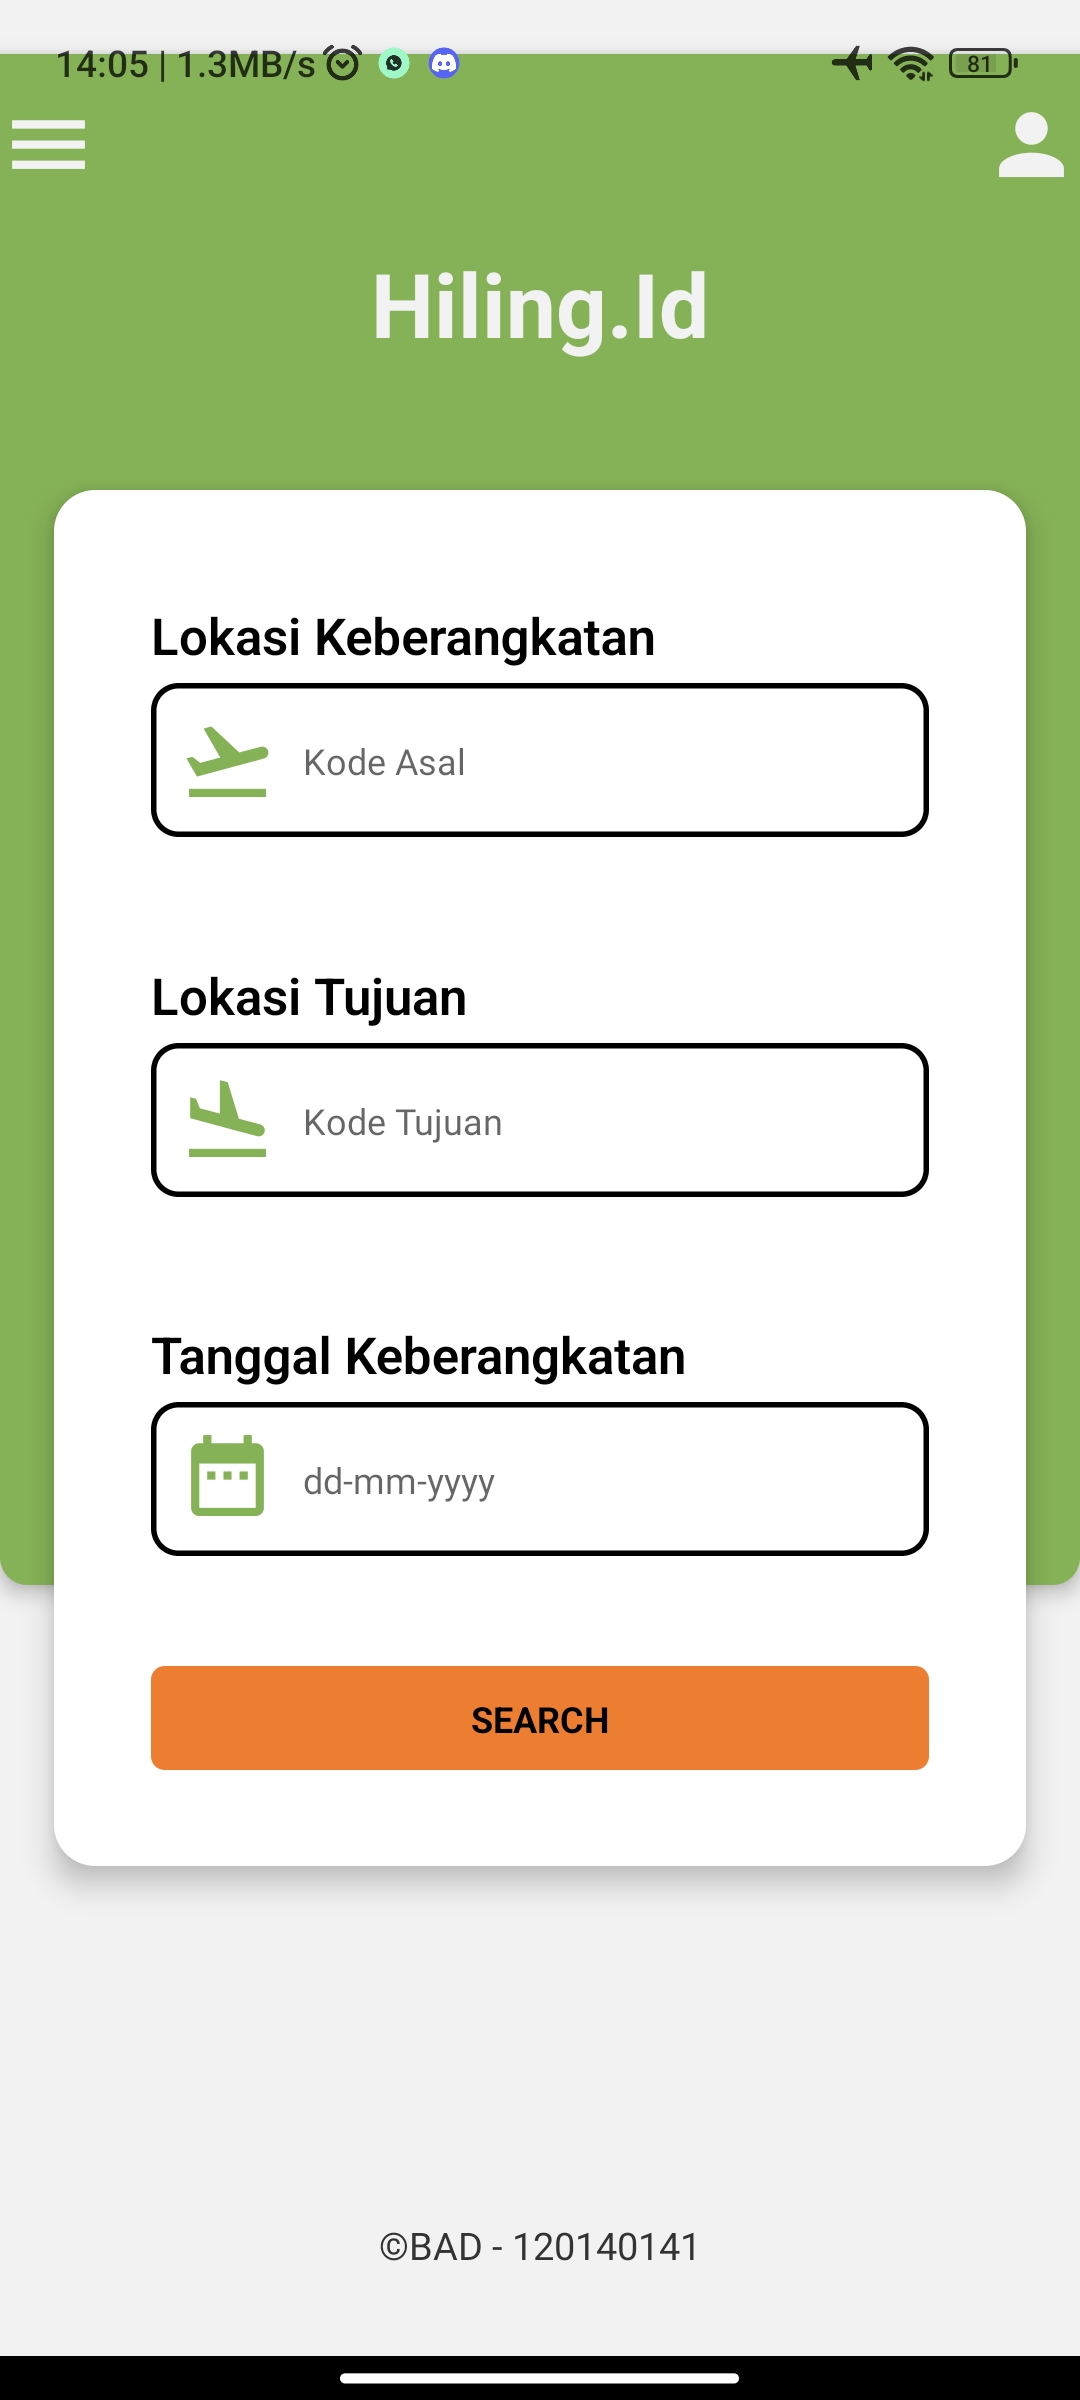 14:05 | 1.3MB/s
81
Hiling.Id
Lokasi Keberangkatan
Kode Asal
Lokasi Tujuan
Kode Tujuan
Tanggal Keberangkatan
dd-mm-yyyy
SEARCH
©BAD - 120140141